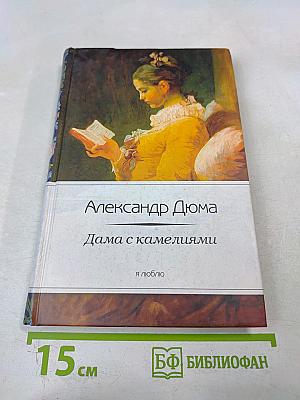 Александр Дюма
Дама с камелиями
я люблю
15 см
БФ БИБЛИОФАН